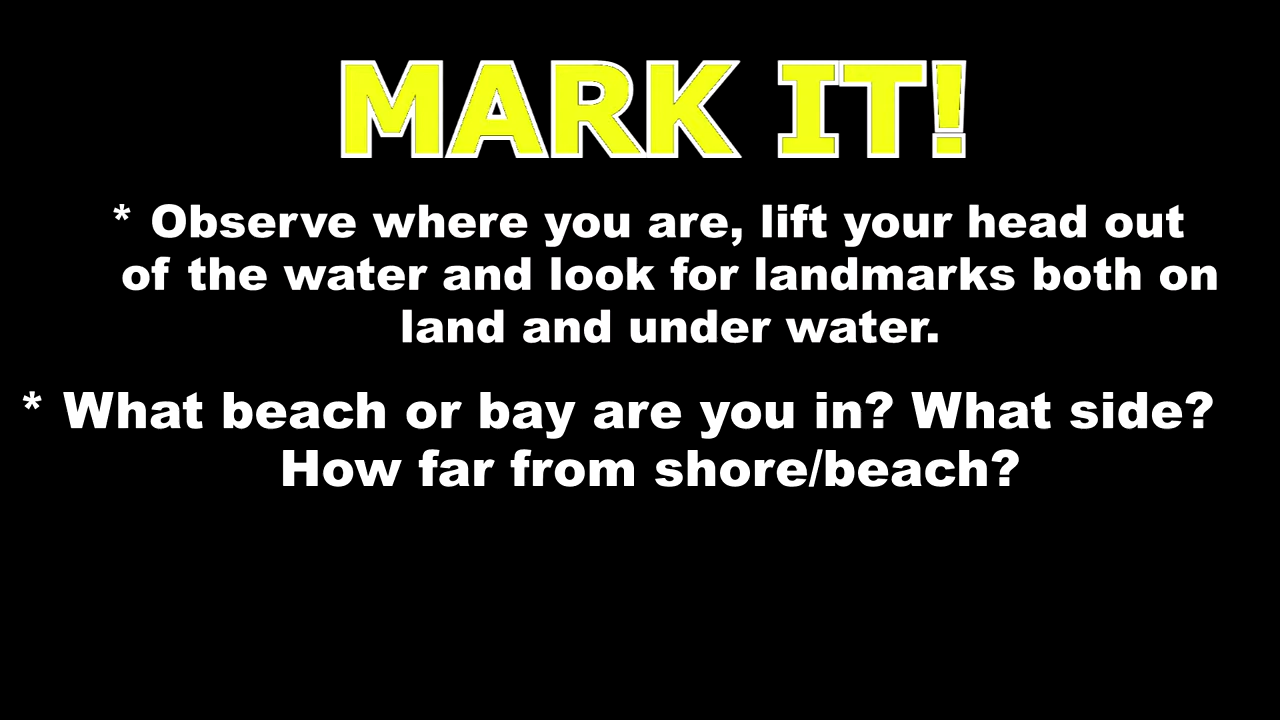 MARK IT!
* Observe where you are, lift your head out
of the water and look for landmarks both on
land and under water.
* What beach or bay are you in? What side?
How far from shore/beach?